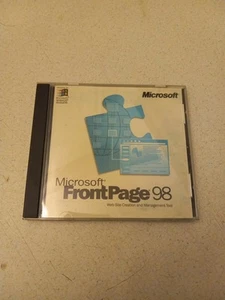 Microsoft
Microsoft
FrontPage 98
Web Site Creation and Management Tool